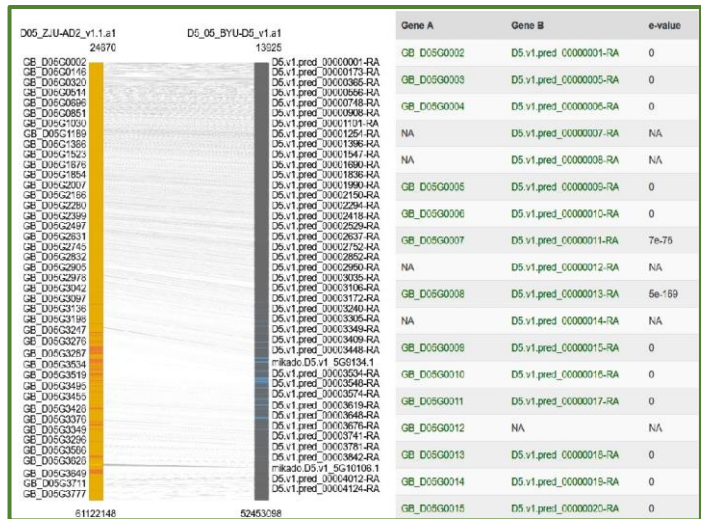 D05_ZJU-AD2_v1.1.a1 D5_05_BYU-D5_v1.a1
24670 13925
GB_D05G0002
GB_D05G0146
GB_D05G0320
GB_D05G0514
GB_D05G0696
GB_D05G0851
GB_D05G1030
GB_D05G1189
GB_D05G1386
GB_D05G1523
GB_D05G1676
GB_D05G1854
GB_D05G2007
GB_D05G2166
GB_D05G2280
GB_D05G2399
GB_D05G2497
GB_D05G2631
GB_D05G2745
GB_D05G2832
GB_D05G2905
GB_D05G2978
GB_D05G3042
GB_D05G3097
GB_D05G3136
GB_D05G3198
GB_D05G3247
GB_D05G3276
GB_D05G3287
GB_D05G3534
GB_D05G3519
GB_D05G3495
GB_D05G3455
GB_D05G3428
GB_D05G3370
GB_D05G3349
GB_D05G3296
GB_D05G3586
GB_D05G3628
GB_D05G3649
GB_D05G3711
GB_D05G3777
D5.v1.pred_00000001-RA
D5.v1.pred_00000173-RA
D5.v1.pred_00000365-RA
D5.v1.pred_00000556-RA
D5.v1.pred_00000748-RA
D5.v1.pred_00000908-RA
D5.v1.pred_00001101-RA
D5.v1.pred_00001254-RA
D5.v1.pred_00001396-RA
D5.v1.pred_00001547-RA
D5.v1.pred_00001690-RA
D5.v1.pred_00001836-RA
D5.v1.pred_00001990-RA
D5.v1.pred_00002150-RA
D5.v1.pred_00002294-RA
D5.v1.pred_00002418-RA
D5.v1.pred_00002529-RA
D5.v1.pred_00002637-RA
D5.v1.pred_00002752-RA
D5.v1.pred_00002852-RA
D5.v1.pred_00002950-RA
D5.v1.pred_00003035-RA
D5.v1.pred_00003106-RA
D5.v1.pred_00003172-RA
D5.v1.pred_00003240-RA
D5.v1.pred_00003305-RA
D5.v1.pred_00003349-RA
D5.v1.pred_00003409-RA
D5.v1.pred_00003448-RA
mikado.D5.v1_5G9134.1
D5.v1.pred_00003534-RA
D5.v1.pred_00003548-RA
D5.v1.pred_00003574-RA
D5.v1.pred_00003619-RA
D5.v1.pred_00003648-RA
D5.v1.pred_00003676-RA
D5.v1.pred_00003741-RA
D5.v1.pred_00003781-RA
D5.v1.pred_00003842-RA
mikado.D5.v1_5G10106.1
D5.v1.pred_00004012-RA
D5.v1.pred_00004124-RA
61122148 52453098
Gene A Gene B e-value
GB_D05G0002 D5.v1.pred_00000001-RA 0
GB_D05G0003 D5.v1.pred_00000005-RA 0
GB_D05G0004 D5.v1.pred_00000006-RA 0
NA D5.v1.pred_00000007-RA NA
NA D5.v1.pred_00000008-RA NA
GB_D05G0005 D5.v1.pred_00000009-RA 0
GB_D05G0006 D5.v1.pred_00000010-RA 0
GB_D05G0007 D5.v1.pred_00000011-RA 7e-76
NA D5.v1.pred_00000012-RA NA
GB_D05G0008 D5.v1.pred_00000013-RA 5e-169
NA D5.v1.pred_00000014-RA NA
GB_D05G0009 D5.v1.pred_00000015-RA 0
GB_D05G0010 D5.v1.pred_00000016-RA 0
GB_D05G0011 D5.v1.pred_00000017-RA 0
GB_D05G0012 NA NA
GB_D05G0013 D5.v1.pred_00000018-RA 0
GB_D05G0014 D5.v1.pred_00000019-RA 0
GB_D05G0015 D5.v1.pred_00000020-RA 0